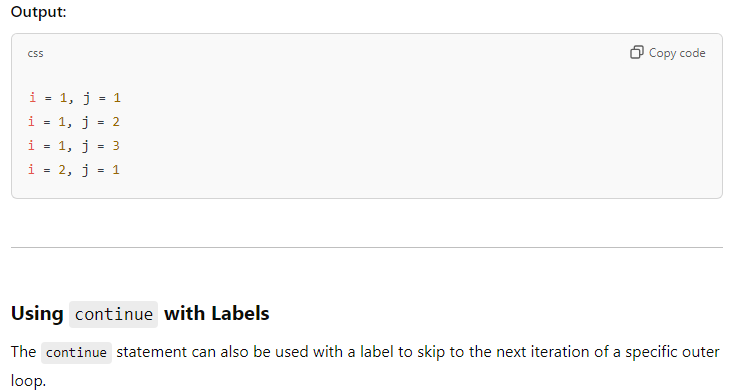 Output:
css Copy code
i = 1, j = 1
i = 1, j = 2
i = 1, j = 3
i = 2, j = 1
Using continue with Labels
The continue statement can also be used with a label to skip to the next iteration of a specific outer
loop.